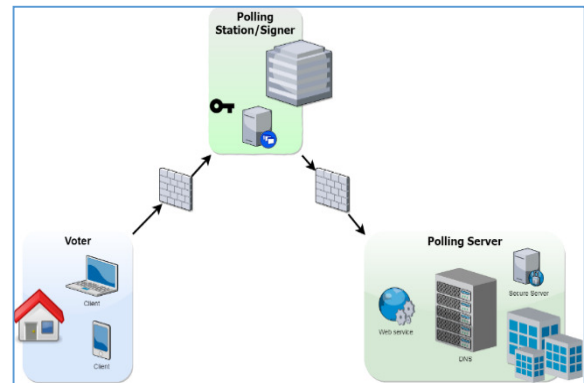 Polling
Station/Signer
Voter
Client
Client
Polling Server
Secure Server
Web service
DNS